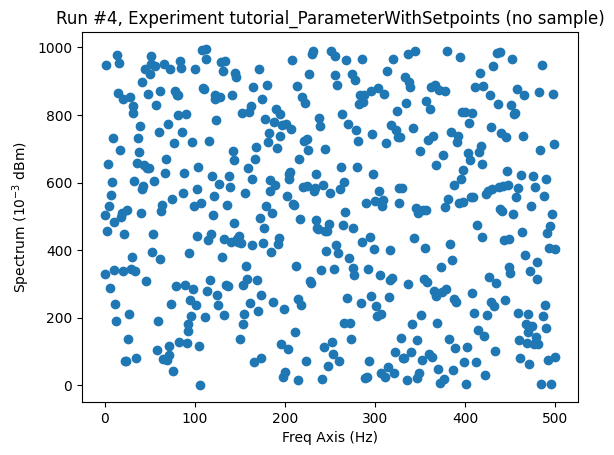 Run #4, Experiment tutorial_ParameterWithSetpoints (no sample)
1000
800
600
400
200
0
Spectrum (10⁻³ dBm)
0 100 200 300 400 500
Freq Axis (Hz)